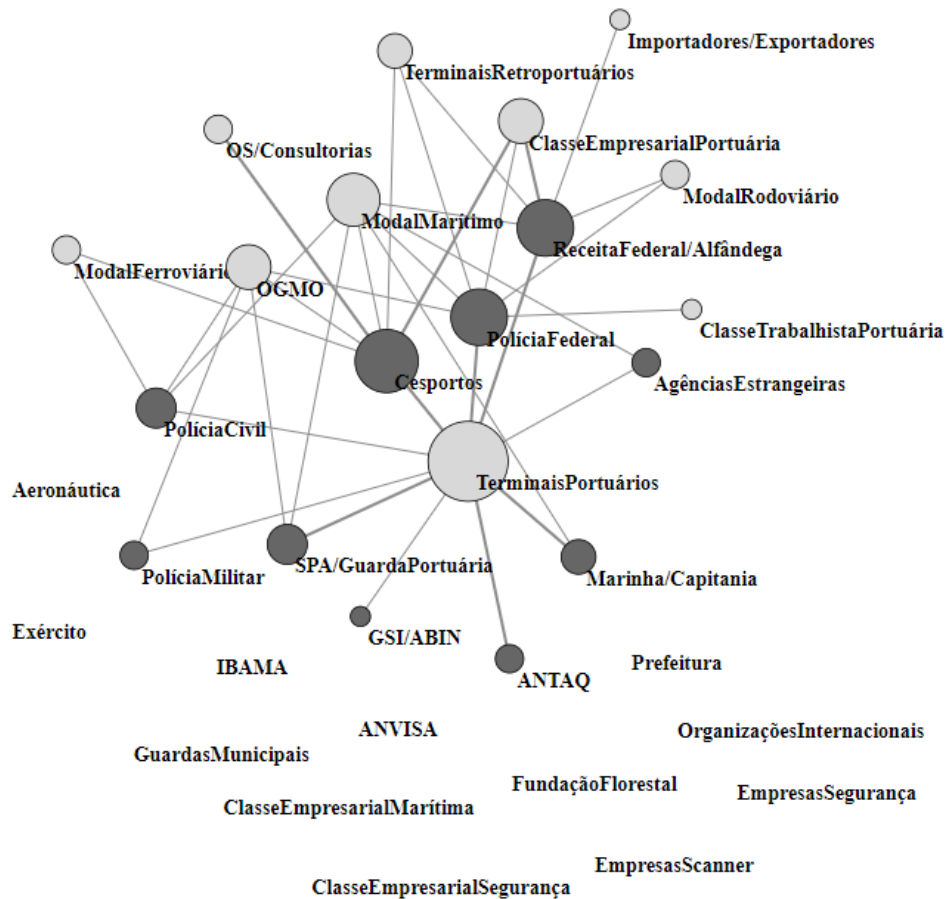 Importadores/Exportadores
TerminaisRetroportuários
ClasseEmpresarialPortuária
OS/Consultorias
ModalRodoviário
ModalMarítimo
ReceitaFederal/Alfândega
ModalFerroviário
OGMO
ClasseTrabalhistaPortuária
PolíciaFederal
Cesportos
AgênciasEstrangeiras
PolíciaCivil
TerminaisPortuários
Aeronáutica
SPA/GuardaPortuária
PolíciaMilitar
Marinha/Capitania
Exército
GSI/ABIN
IBAMA
Prefeitura
ANTAQ
ANVISA
OrganizaçõesInternacionais
GuardasMunicipais
FundaçãoFlorestal
EmpresasSegurança
ClasseEmpresarialMarítima
EmpresasScanner
ClasseEmpresarialSegurança